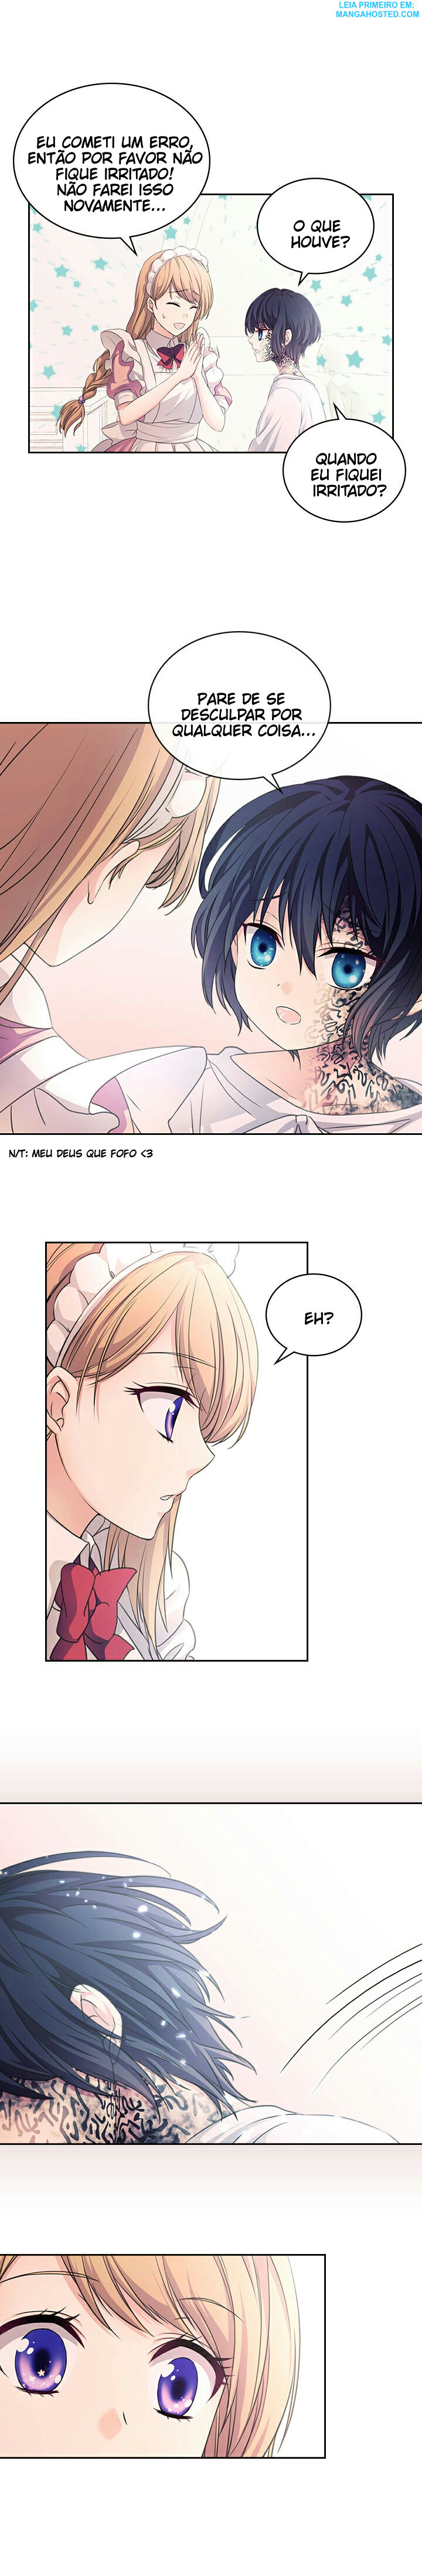 LEIA PRIMEIRO EM:
MANGAHOSTED.COM
EU COMETI UM ERRO,
ENTÃO POR FAVOR NÃO
FIQUE IRRITADO!
NÃO FAREI ISSO
NOVAMENTE...
O QUE
HOUVE?
QUANDO
EU FIQUEI
IRRITADO?
PARE DE SE
DESCULPAR POR
QUALQUER COISA...
N/T: MEU DEUS QUE FOFO <3
EH?